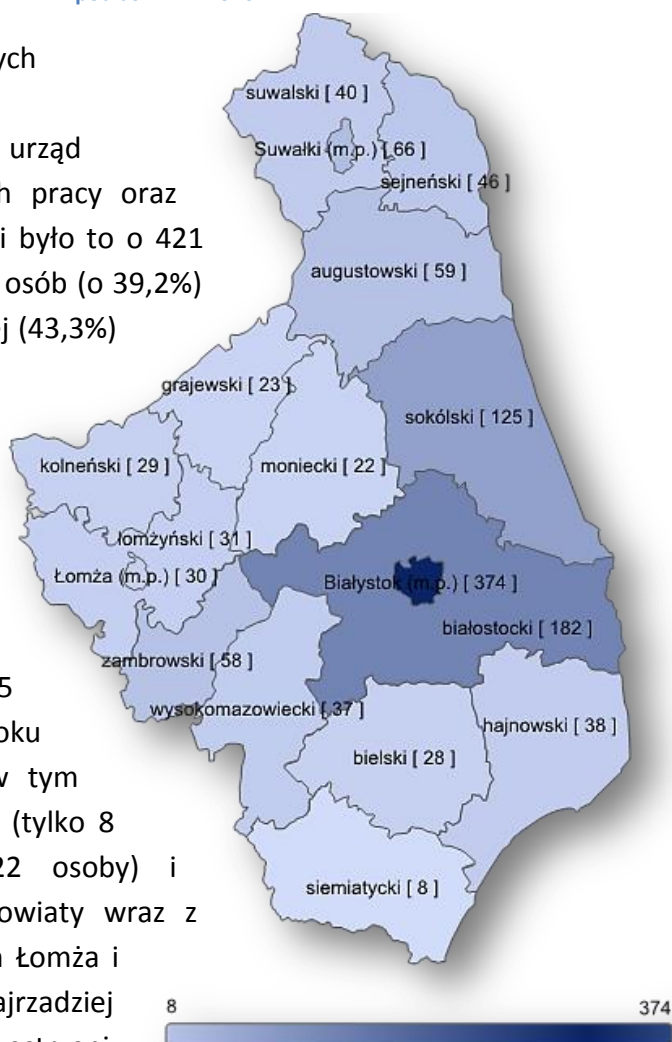 ych
urząd
h pracy oraz
i było to o 421
osób (o 39,2%)
ej (43,3%)
suwalski [ 40 ]
Suwałki (m.p.) [ 66 ]
sejneński [ 46 ]
augustowski [ 59 ]
grajewski [ 23 ]
sokólski [ 125 ]
kolneński [ 29 ]
moniecki [ 22 ]
łomżyński [ 31 ]
Łomża (m.p.) [ 30 ]
Białystok (m.p.) [ 374 ]
białostocki [ 182 ]
zambrowski [ 58 ]
wysokomazowiecki [ 37 ]
hajnowski [ 38 ]
bielski [ 28 ]
siemiatycki [ 8 ]
5
oku
w tym
(tylko 8
22 osoby) i
owiaty wraz z
Łomża i
ajrzadziej
8
374